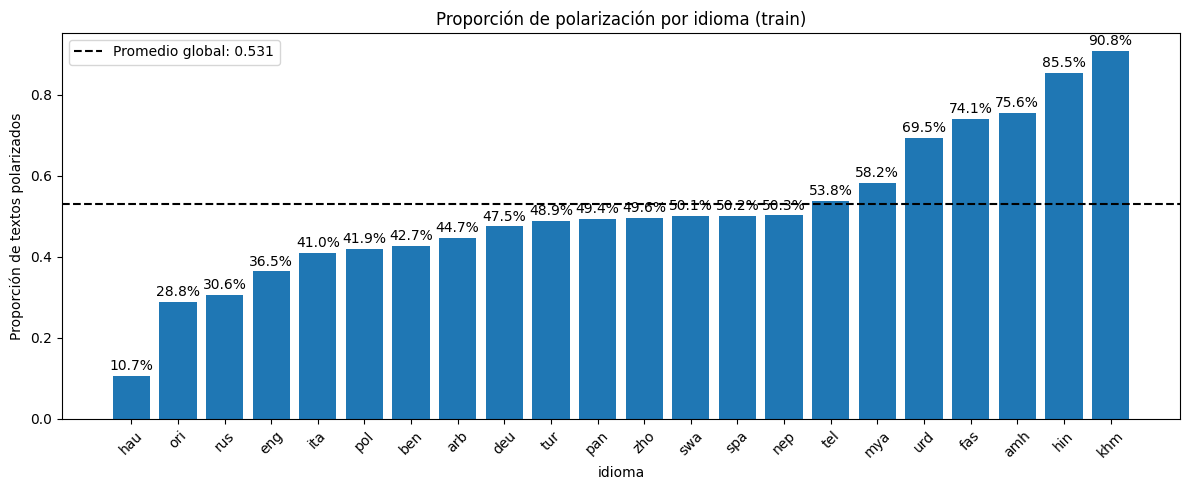 Proporción de polarización por idioma (train)
Promedio global: 0.531
Proporción de textos polarizados
0.8
0.6
0.4
0.2
0.0
10.7%
28.8%
30.6%
36.5%
41.0%
41.9%
42.7%
44.7%
47.5%
48.9%
49.4%
49.6%
50.1%
50.2%
50.3%
53.8%
58.2%
69.5%
74.1%
75.6%
85.5%
90.8%
hau
ori
rus
eng
ita
pol
ben
arb
deu
tur
pan
zho
swa
spa
nep
tel
mya
urd
fas
amh
hin
khm
idioma